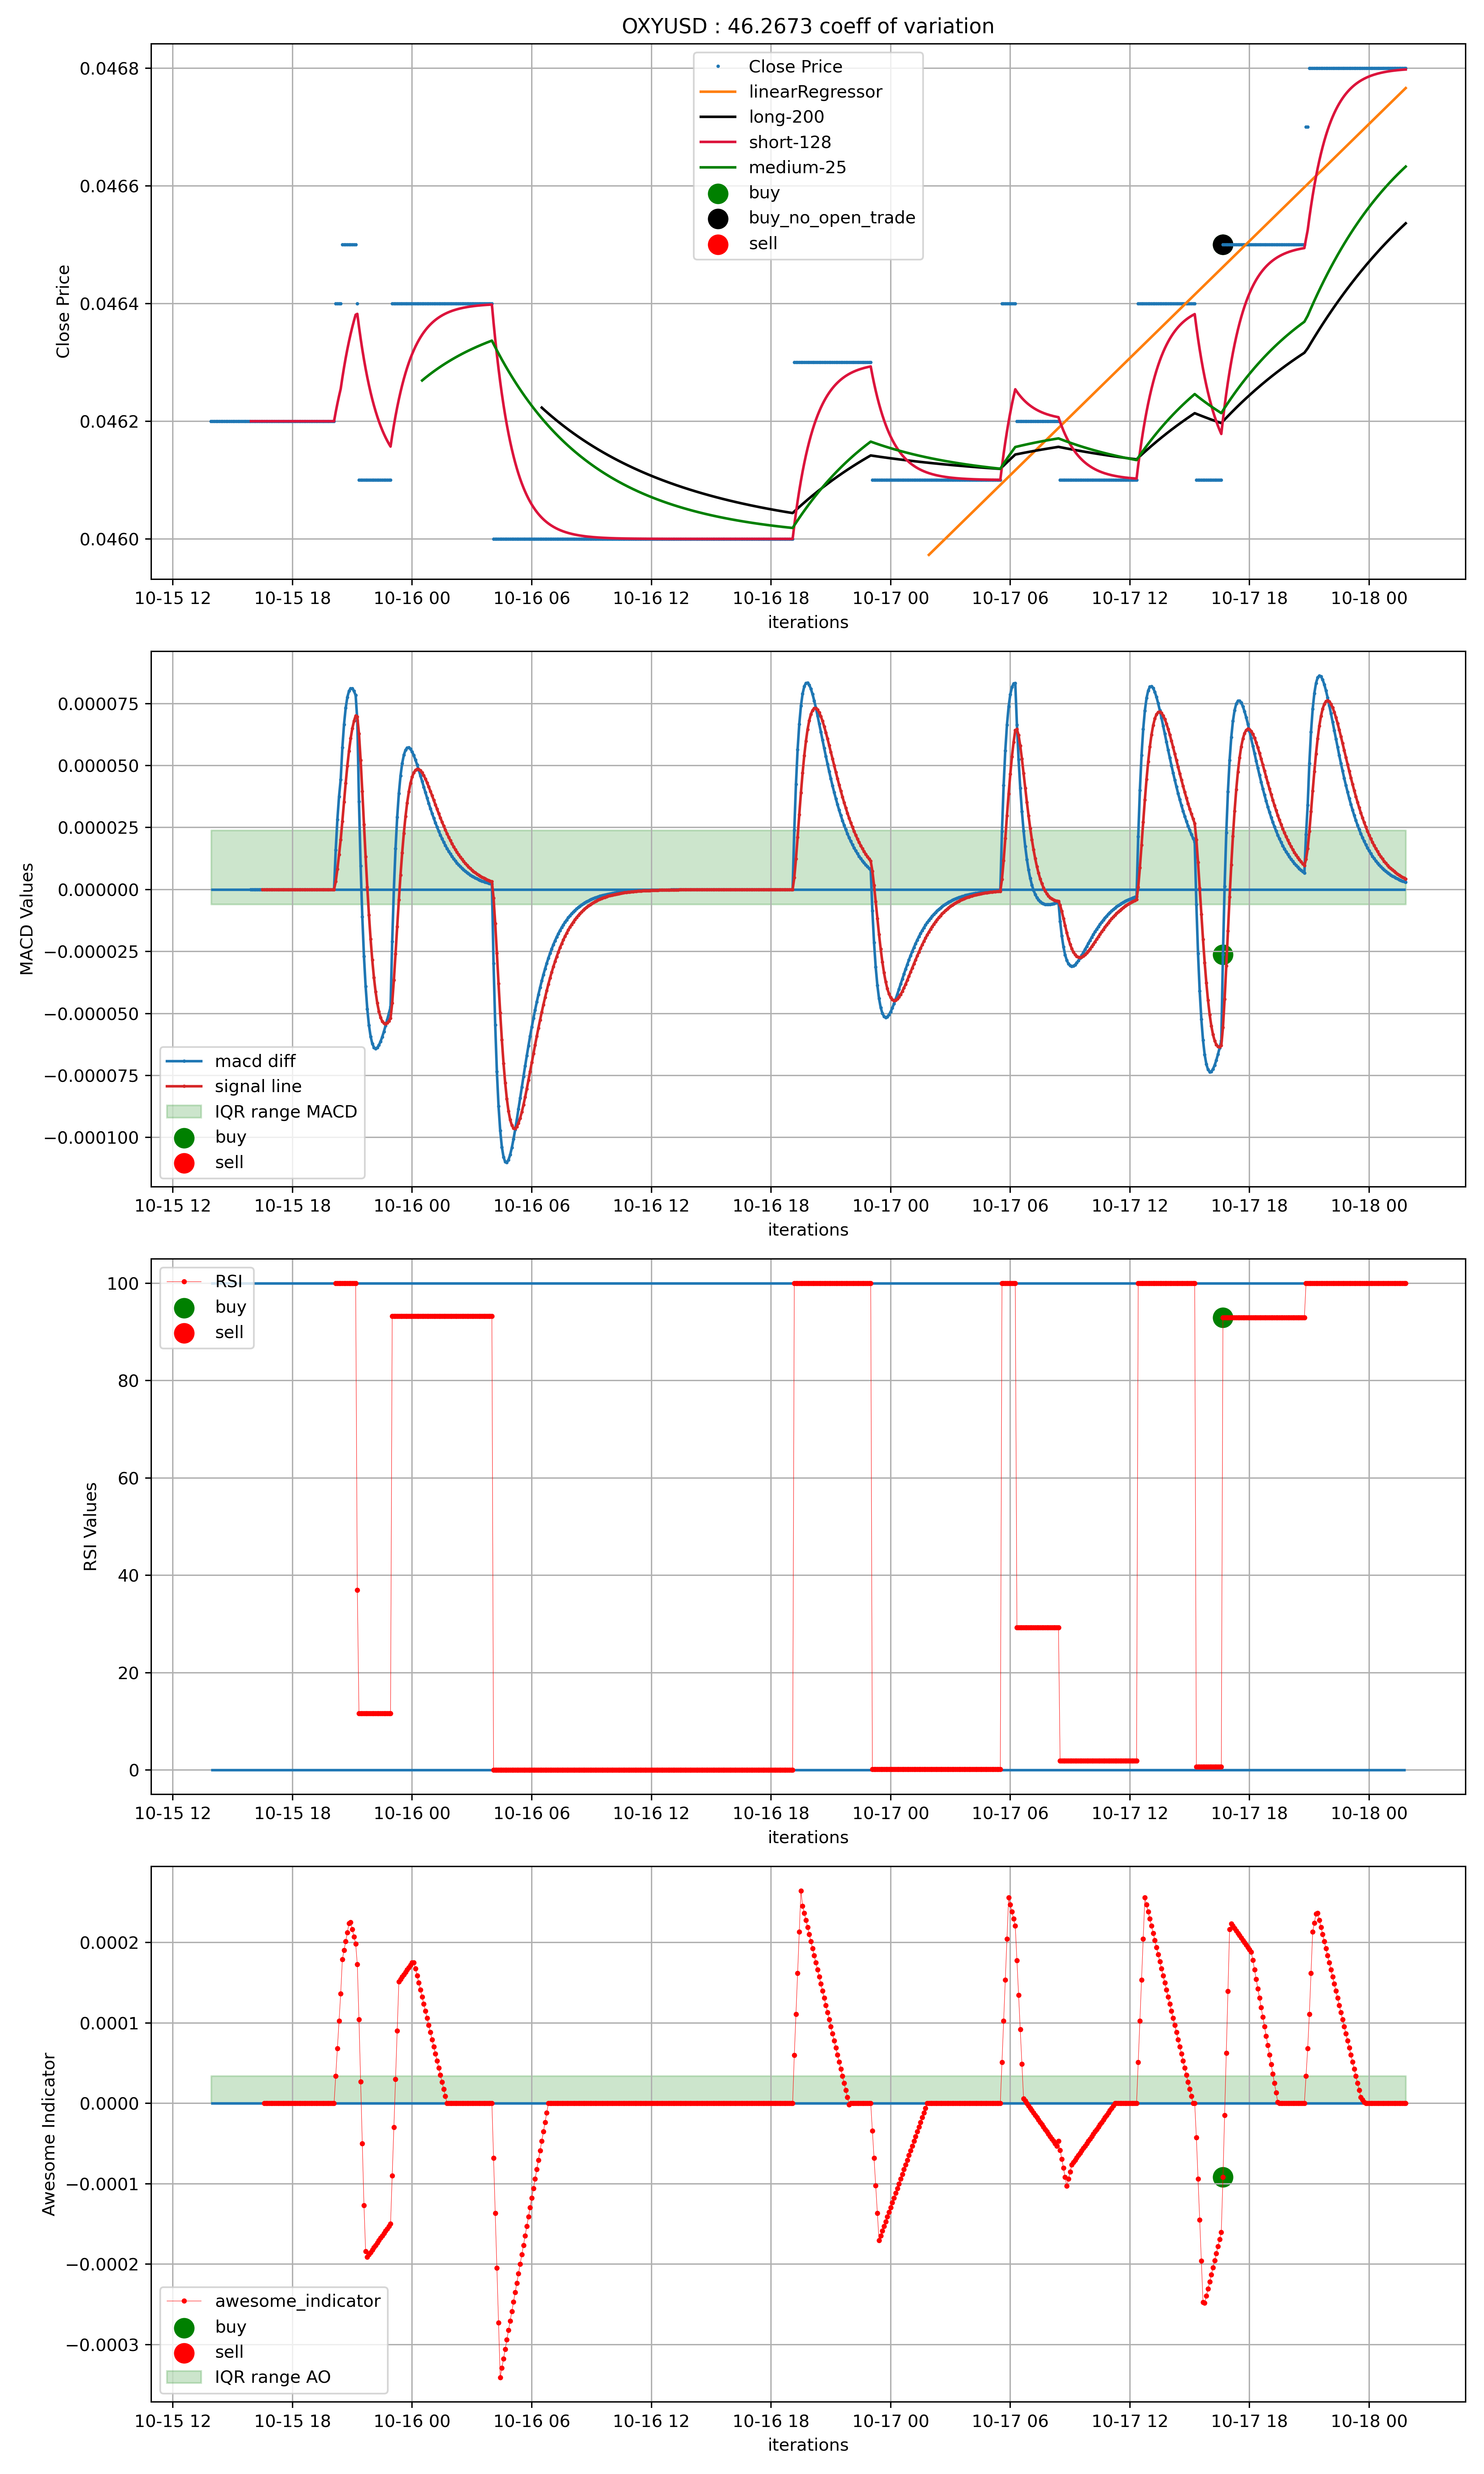 OXYUSD : 46.2673 coeff of variation
Close Price
0.0468
0.0466
0.0464
0.0462
0.0460
Close Price
linearRegressor
long-200
short-128
medium-25
buy
buy_no_open_trade
sell
10-15 12 10-15 18 10-16 00 10-16 06 10-16 12 10-16 18 10-17 00 10-17 06 10-17 12 10-17 18 10-18 00
iterations
MACD Values
0.000075
0.000050
0.000025
0.000000
−0.000025
−0.000050
−0.000075
−0.000100
macd diff
signal line
IQR range MACD
buy
sell
10-15 12 10-15 18 10-16 00 10-16 06 10-16 12 10-16 18 10-17 00 10-17 06 10-17 12 10-17 18 10-18 00
iterations
RSI Values
100
80
60
40
20
0
RSI
buy
sell
10-15 12 10-15 18 10-16 00 10-16 06 10-16 12 10-16 18 10-17 00 10-17 06 10-17 12 10-17 18 10-18 00
iterations
Awesome Indicator
0.0002
0.0001
0.0000
−0.0001
−0.0002
−0.0003
awesome_indicator
buy
sell
IQR range AO
10-15 12 10-15 18 10-16 00 10-16 06 10-16 12 10-16 18 10-17 00 10-17 06 10-17 12 10-17 18 10-18 00
iterations